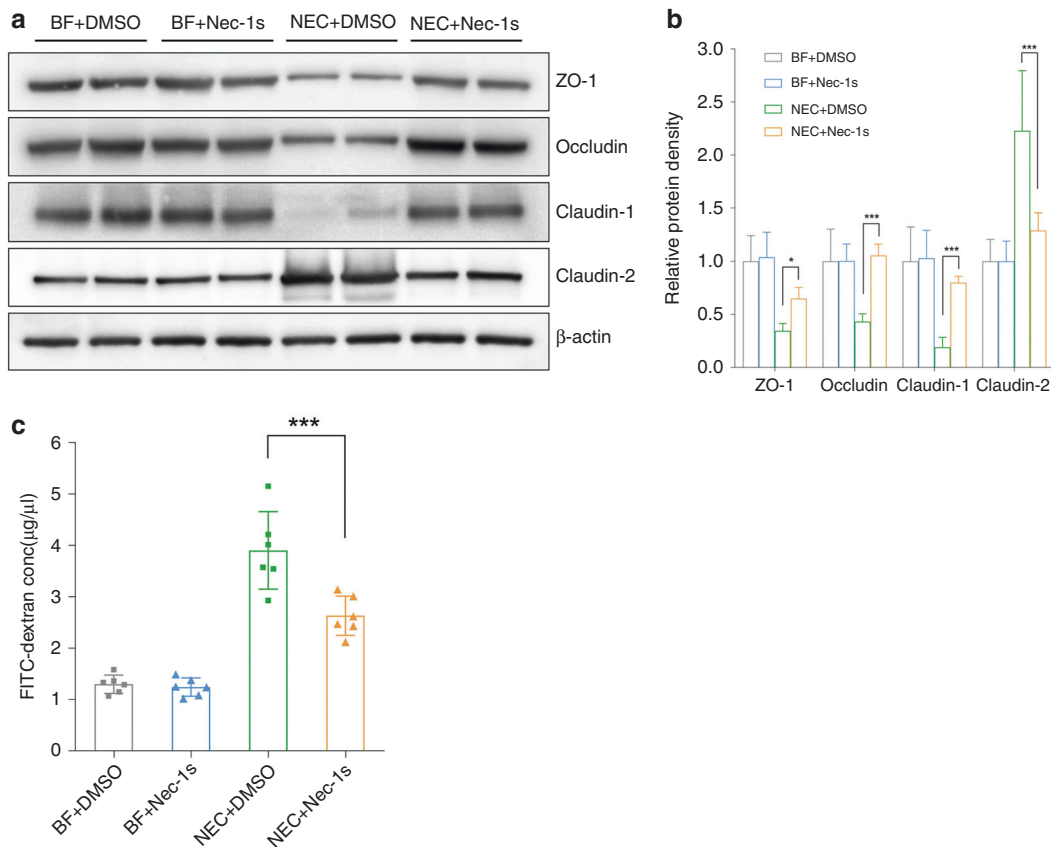 a
BF+DMSO BF+Nec-1s NEC+DMSO NEC+Nec-1s
ZO-1
Occludin
Claudin-1
Claudin-2
β-actin
b
Relative protein density
3.0
2.5
2.0
1.5
1.0
0.5
0.0
BF+DMSO
BF+Nec-1s
NEC+DMSO
NEC+Nec-1s
*
***
***
***
ZO-1 Occludin Claudin-1 Claudin-2
c
FITC-dextran conc(μg/μl)
6
5
4
3
2
1
0
***
BF+DMSO
BF+Nec-1s
NEC+DMSO
NEC+Nec-1s